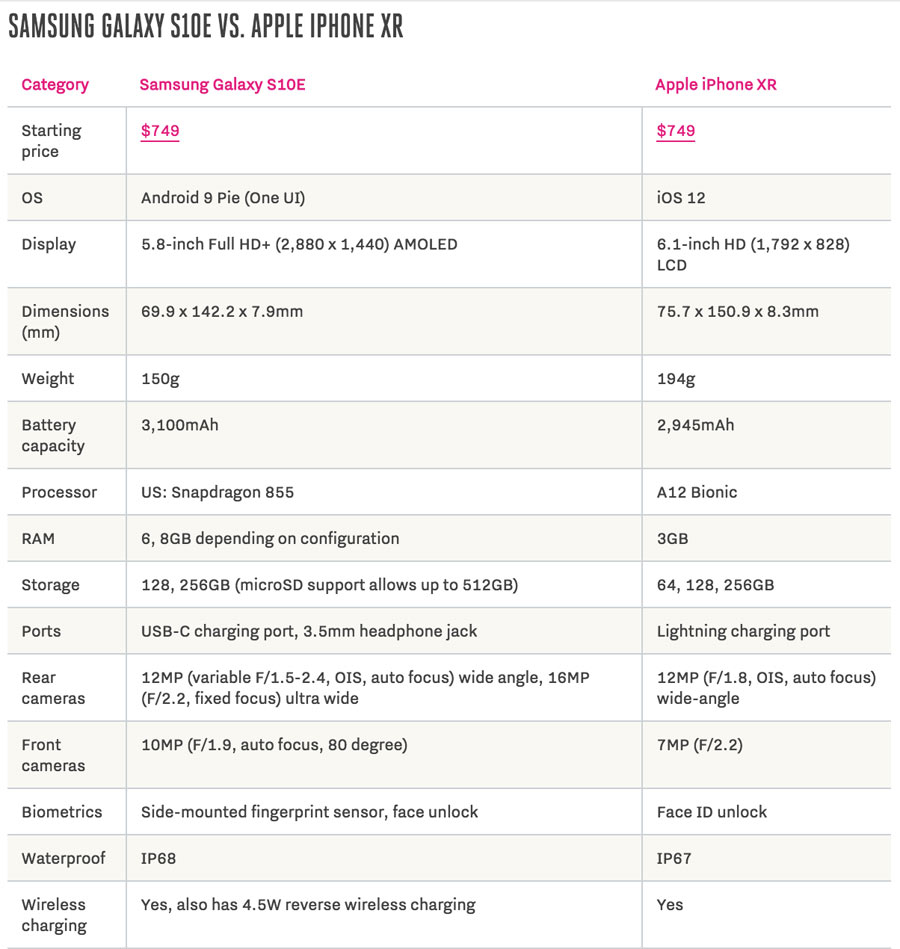 SAMSUNG GALAXY S10E VS. APPLE IPHONE XR
Category Samsung Galaxy S10E Apple iPhone XR
Starting price $749 $749
OS Android 9 Pie (One UI) iOS 12
Display 5.8-inch Full HD+ (2,880 x 1,440) AMOLED 6.1-inch HD (1,792 x 828) LCD
Dimensions (mm) 69.9 x 142.2 x 7.9mm 75.7 x 150.9 x 8.3mm
Weight 150g 194g
Battery capacity 3,100mAh 2,945mAh
Processor US: Snapdragon 855 A12 Bionic
RAM 6, 8GB depending on configuration 3GB
Storage 128, 256GB (microSD support allows up to 512GB) 64, 128, 256GB
Ports USB-C charging port, 3.5mm headphone jack Lightning charging port
Rear cameras 12MP (variable F/1.5-2.4, OIS, auto focus) wide angle, 16MP (F/2.2, fixed focus) ultra wide 12MP (F/1.8, OIS, auto focus) wide-angle
Front cameras 10MP (F/1.9, auto focus, 80 degree) 7MP (F/2.2)
Biometrics Side-mounted fingerprint sensor, face unlock Face ID unlock
Waterproof IP68 IP67
Wireless charging Yes, also has 4.5W reverse wireless charging Yes